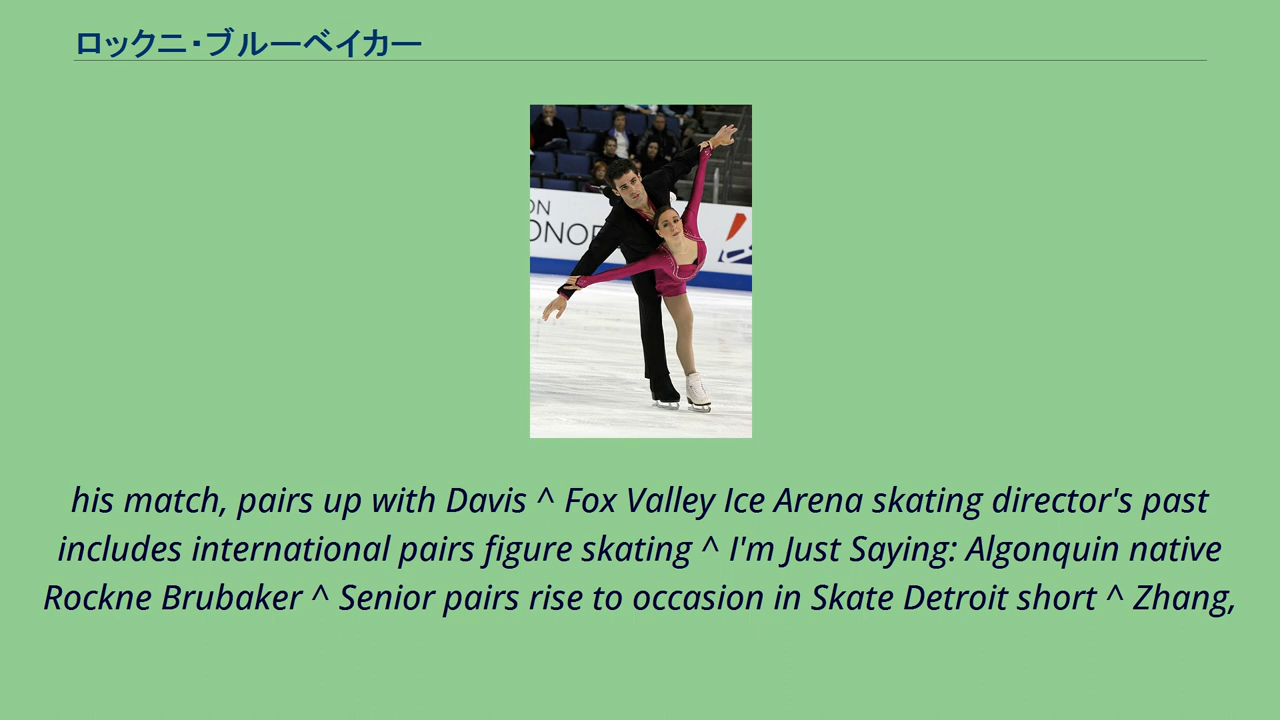 ロックニ・ブルーベイカー
ON
ONOR
his match, pairs up with Davis ^ Fox Valley Ice Arena skating director's past
includes international pairs figure skating ^ I'm Just Saying: Algonquin native
Rockne Brubaker ^ Senior pairs rise to occasion in Skate Detroit short ^ Zhang,